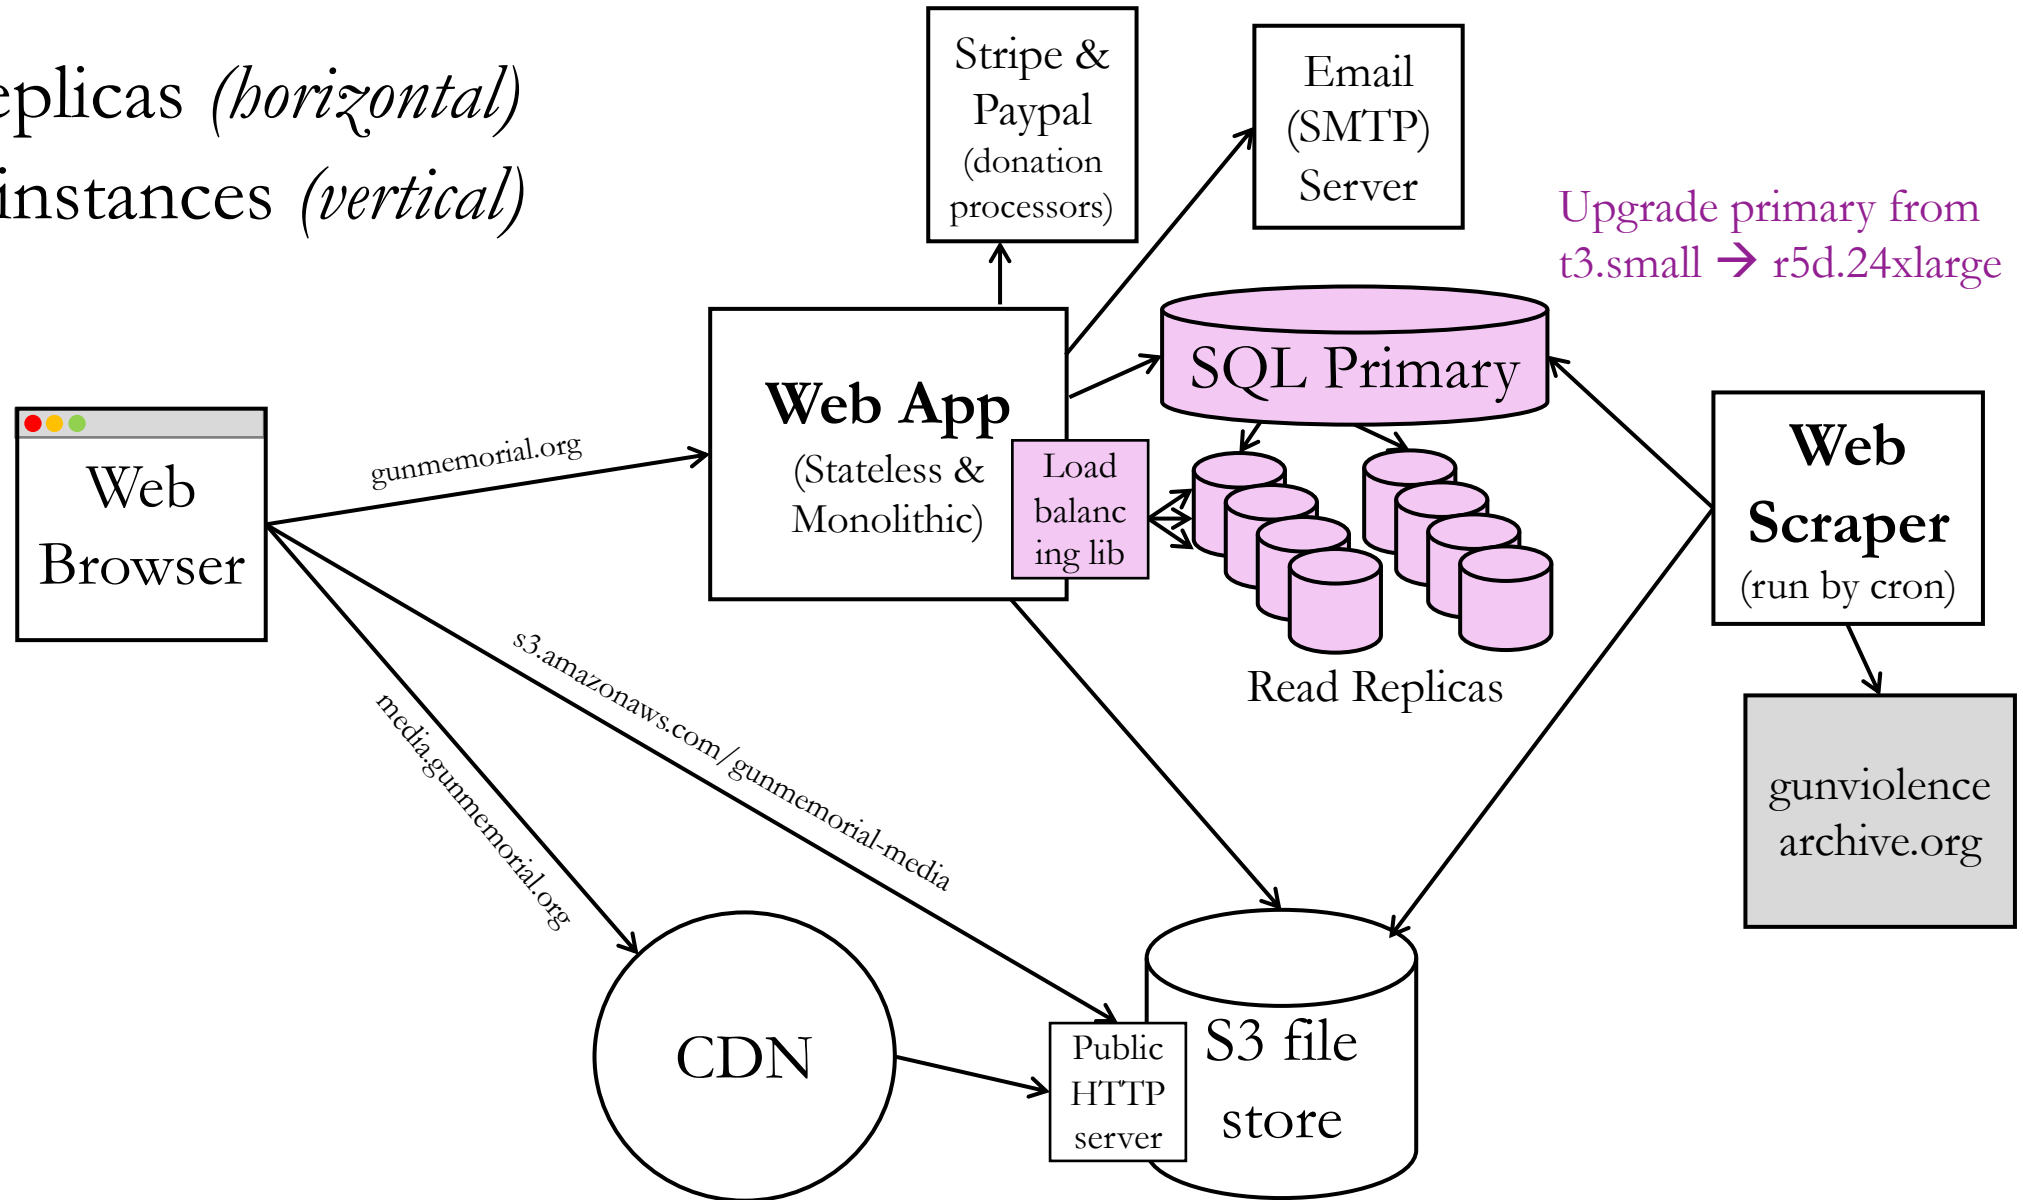 eplicas (horizontal)
instances (vertical)
Stripe &
Paypal
(donation
processors)
Email
(SMTP)
Server
Upgrade primary from
t3.small → r5d.24xlarge
SQL Primary
Web App
(Stateless &
Monolithic)
Load
balanc
ing lib
Read Replicas
Web
Scraper
(run by cron)
gunviolence
archive.org
Web
Browser
gunmemorial.org
s3.amazonaws.com/gunmemorial-media
media.gunmemorial.org
CDN
Public
HTTP
server
S3 file
store